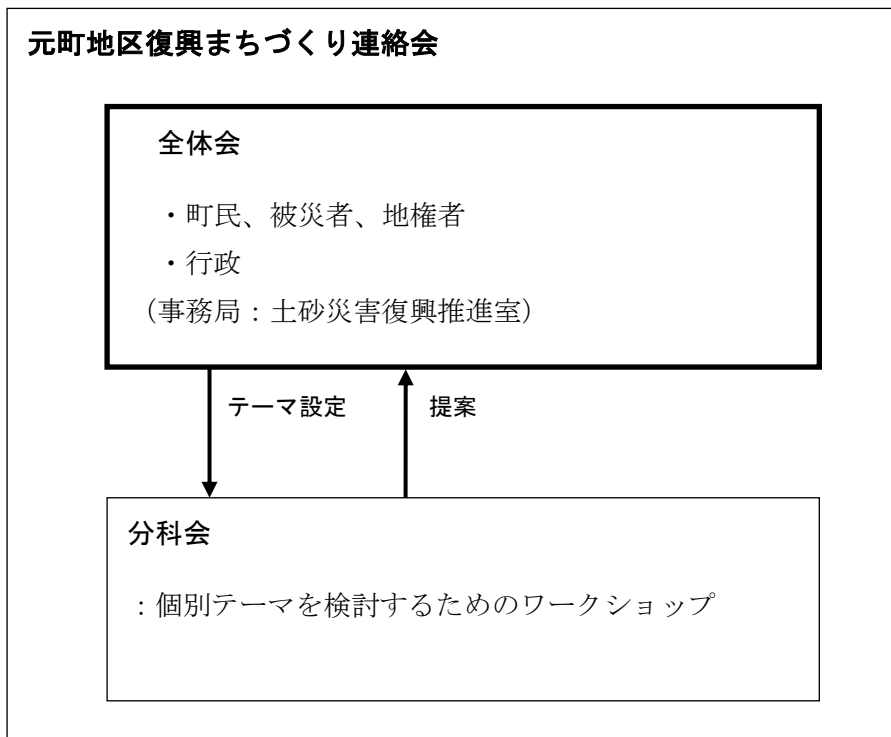 元町地区復興まちづくり連絡会
全体会
・町民、被災者、地権者
・行政
（事務局：土砂災害復興推進室）
テーマ設定
提案
分科会
：個別テーマを検討するためのワークショップ